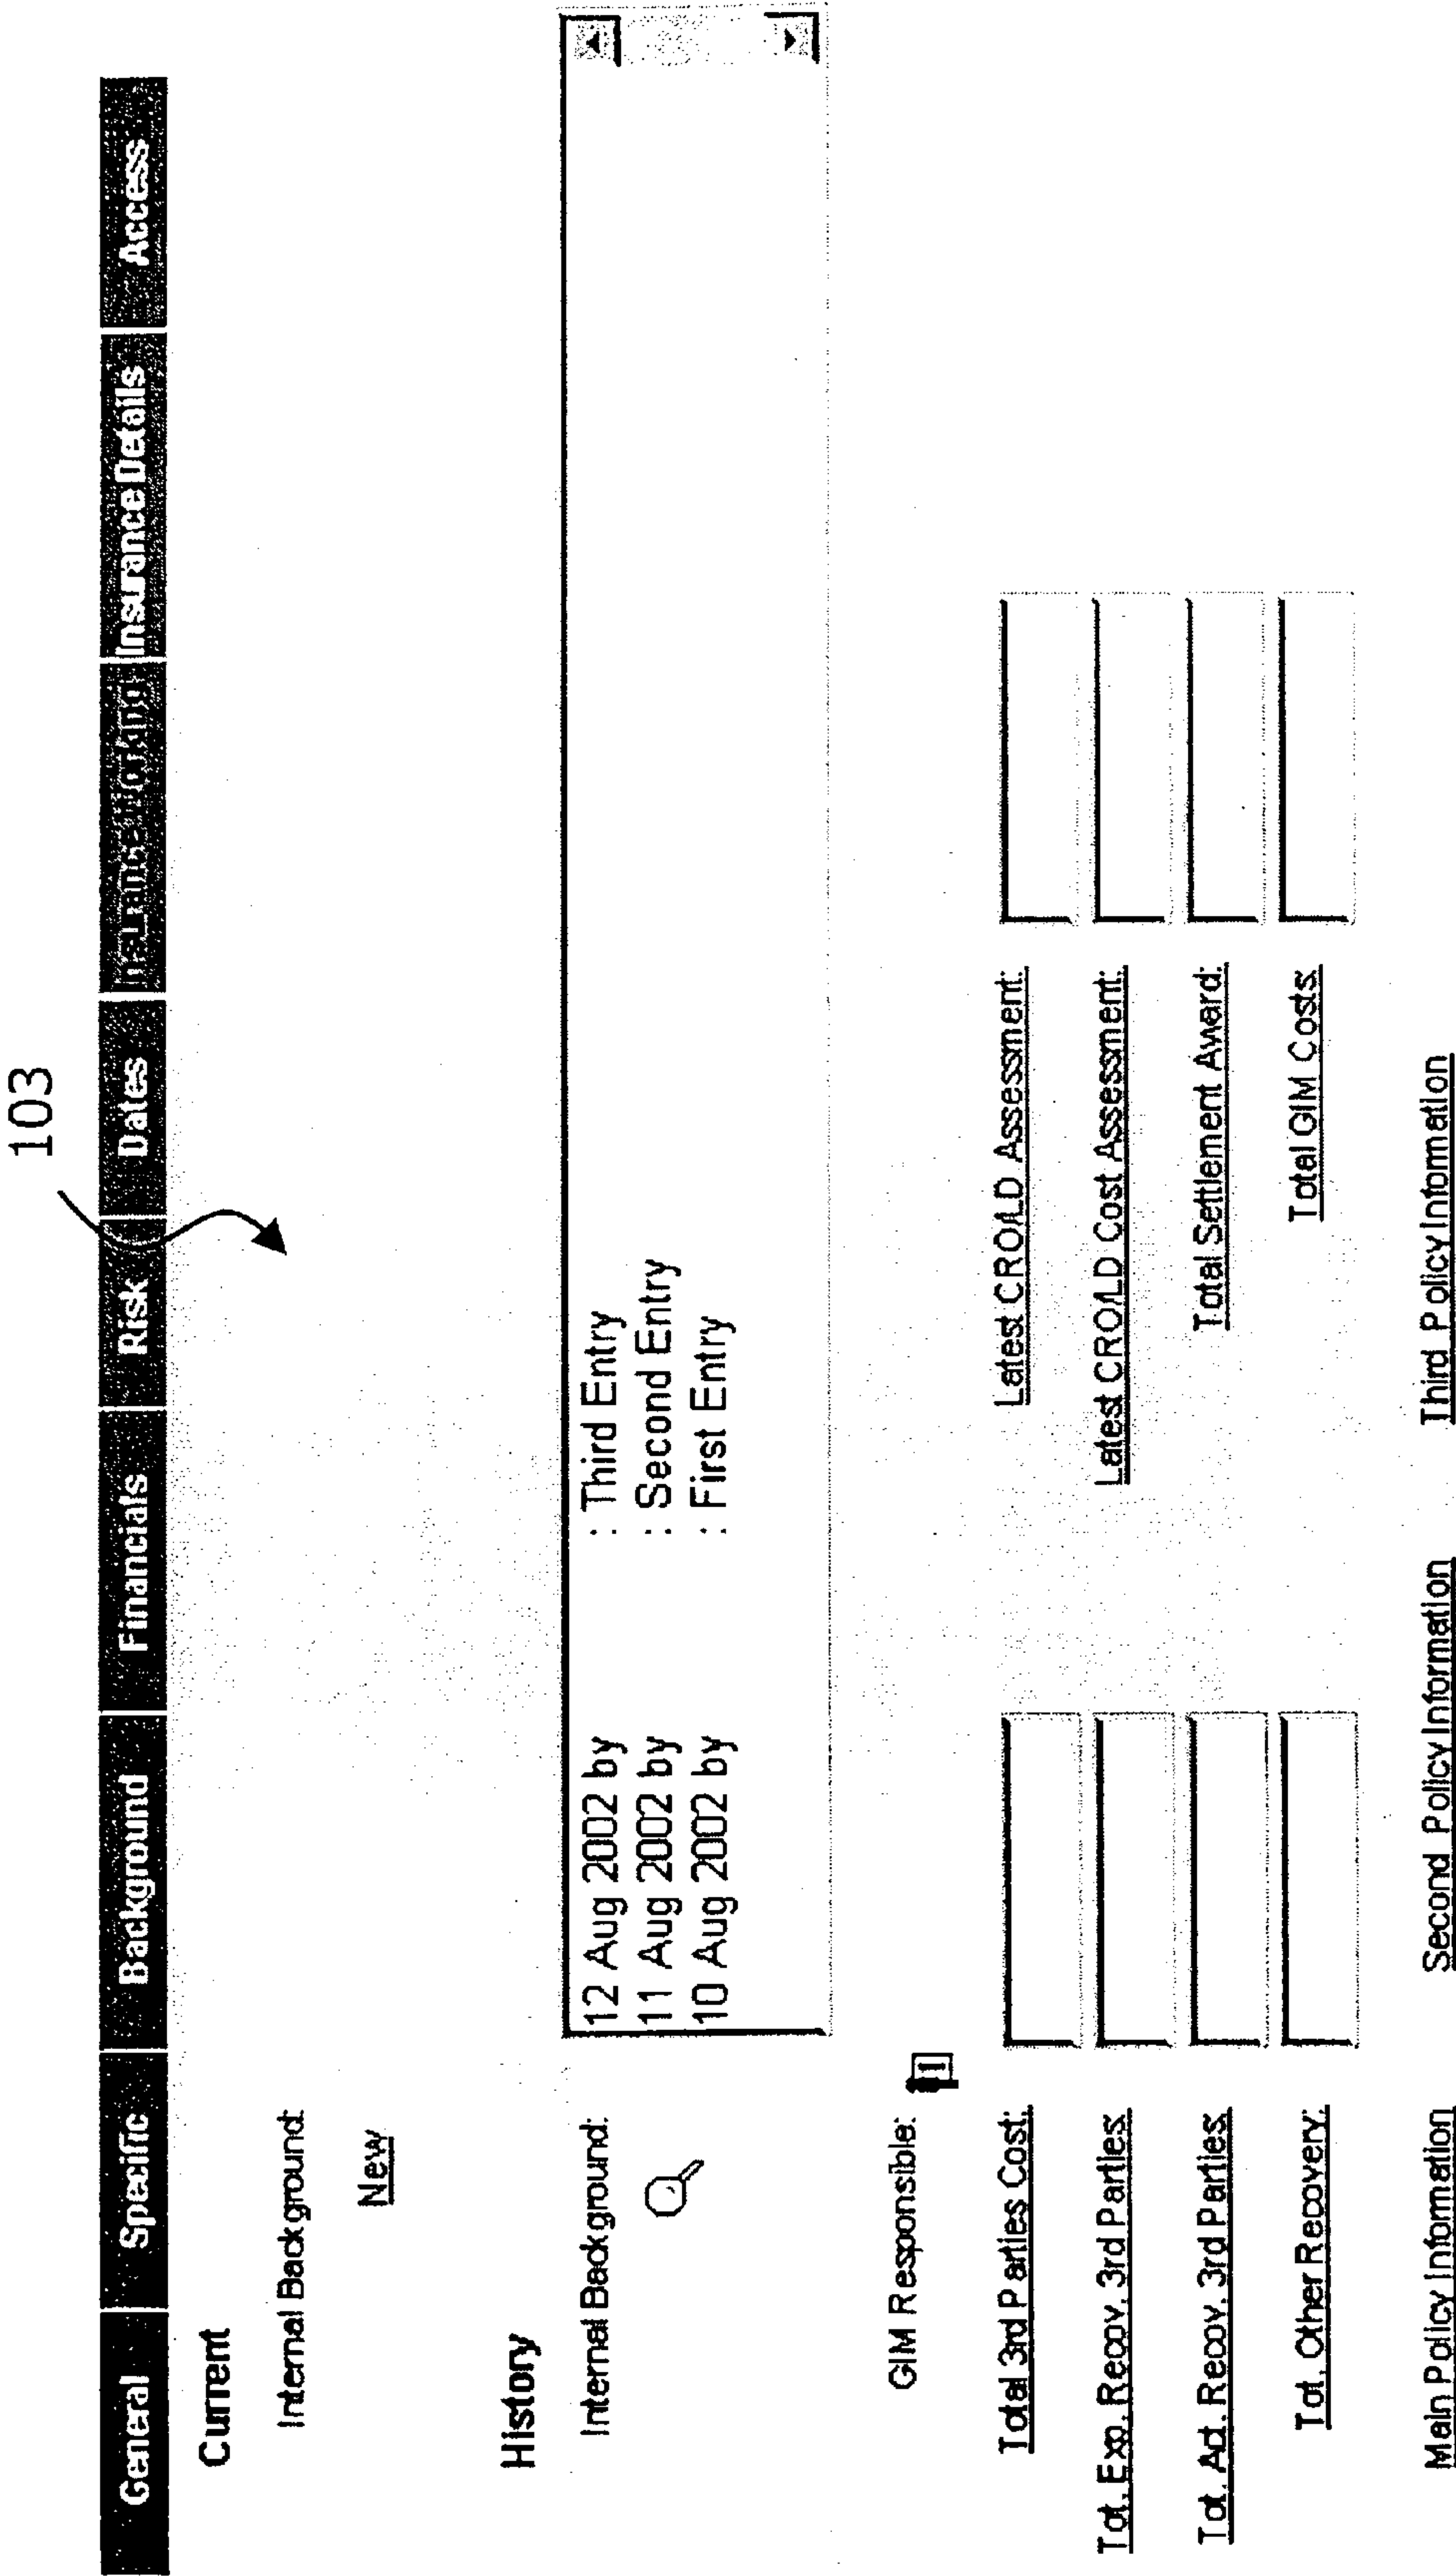 103
General Specific Background Financials Risk Dates Insurance Working Insurance Details Access
Current
Internal Background:
New
History
Internal Background:
12 Aug 2002 by : Third Entry
11 Aug 2002 by : Second Entry
10 Aug 2002 by : First Entry
GIM Responsible:
Total 3rd Parties Cost: Latest CRO/LD Assessment:
Tot. Exp. Recov. 3rd Parties: Latest CRO/LD Cost Assessment:
Tot. Act. Recov. 3rd Parties: Total Settlement Award:
Tot. Other Recovery: Total GIM Costs:
Main Policy Information Second Policy Information Third Policy Information